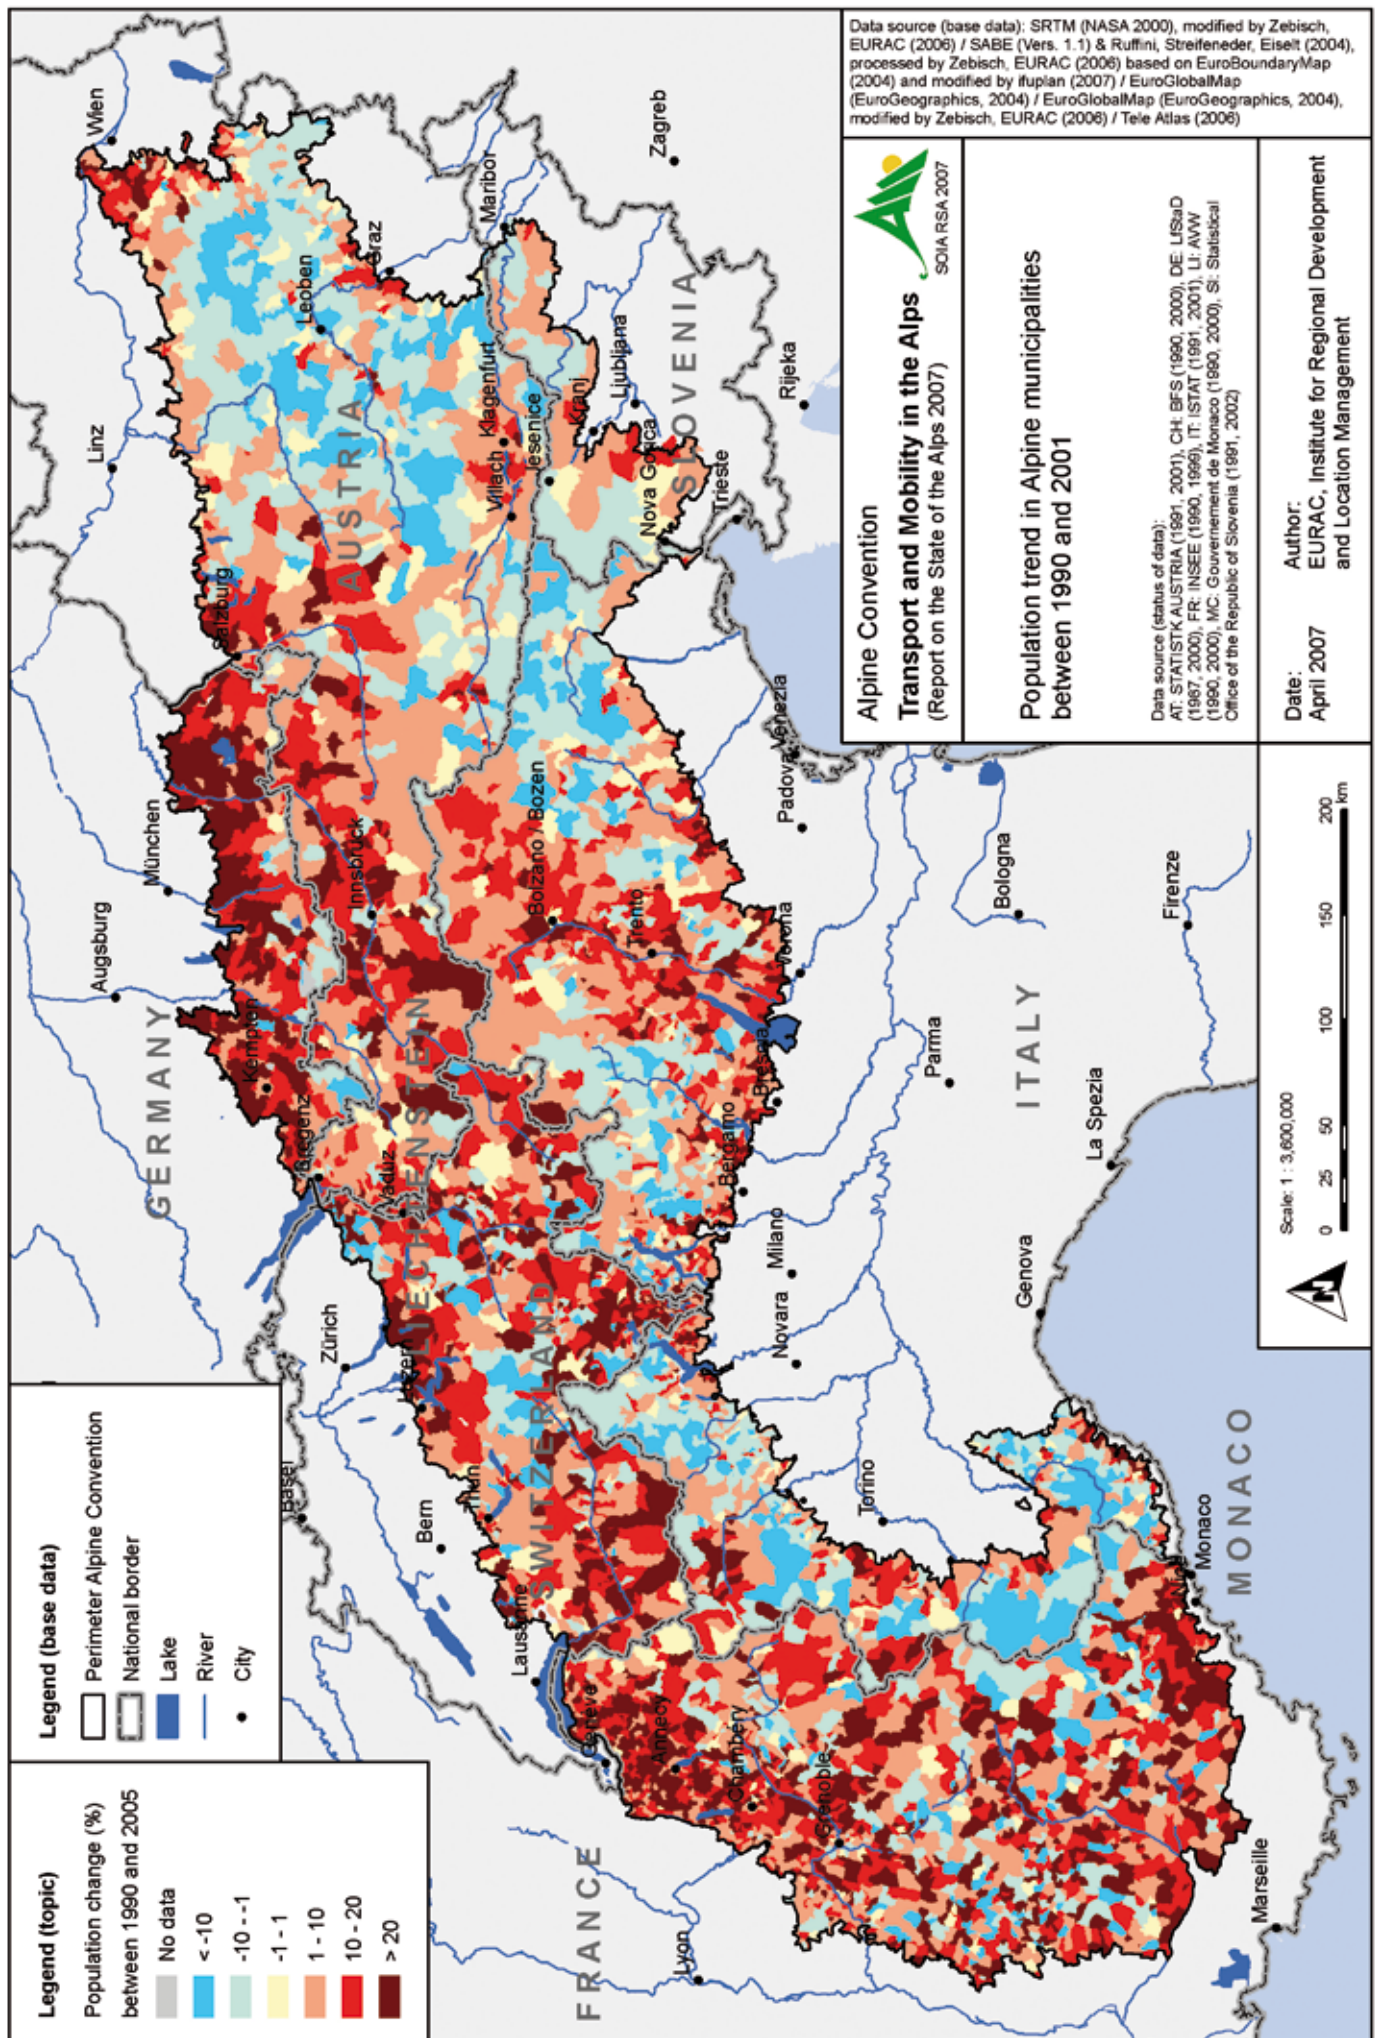 Legend (topic)
Population change (%)
between 1990 and 2005
No data
< -10
-10 - -1
-1 - 1
1 - 10
10 - 20
> 20
Legend (base data)
Perimeter Alpine Convention
National border
Lake
River
City
FRANCE
GERMANY
SWITZERLAND
LIECHTENSTEIN
AUSTRIA
ITALY
SLOVENIA
MONACO
Lyon
Marseille
Grenoble
Chambéry
Annecy
Genève
Lausanne
Bern
Thun
Basel
Zürich
Luzern
Vaduz
Bregenz
Kempten
Augsburg
München
Innsbruck
Salzburg
Linz
Wien
Leoben
Graz
Maribor
Zagreb
Klagenfurt
Villach
Jesenice
Kranj
Ljubljana
Nova Gorica
Trieste
Rijeka
Bolzano / Bozen
Trento
Verona
Brescia
Bergamo
Milano
Novara
Torino
Padova
Venezia
Bologna
Firenze
Parma
La Spezia
Genova
Nice
Monaco
Scale: 1 : 3,600,000
0 25 50 100 150 200
km
N
Alpine Convention
Transport and Mobility in the Alps
(Report on the State of the Alps 2007)
SOIA RSA 2007
Population trend in Alpine municipalities
between 1990 and 2001
Data source (status of data):
AT: STATISTK AUSTRIA (1991, 2001), CH: BFS (1990, 2000), DE: LfStaD
(1987, 2000), FR: INSEE (1990, 1999), IT: ISTAT (1991, 2001), LI: AVW
(1990, 2000), MC: Gouvernement de Monaco (1990, 2000), SI: Statistical
Office of the Republic of Slovenia (1991, 2002)
Date:
April 2007
Author:
EURAC, Institute for Regional Development
and Location Management
Data source (base data): SRTM (NASA 2000), modified by Zebisch,
EURAC (2006) / SABE (Vers. 1.1) & Ruffini, Streifeneder, Eiselt (2004),
processed by Zebisch, EURAC (2006) based on EuroBoundaryMap
(2004) and modified by ifuplan (2007) / EuroGlobalMap
(EuroGeographics, 2004) / EuroGlobalMap (EuroGeographics, 2004),
modified by Zebisch, EURAC (2006) / Tele Atlas (2006)